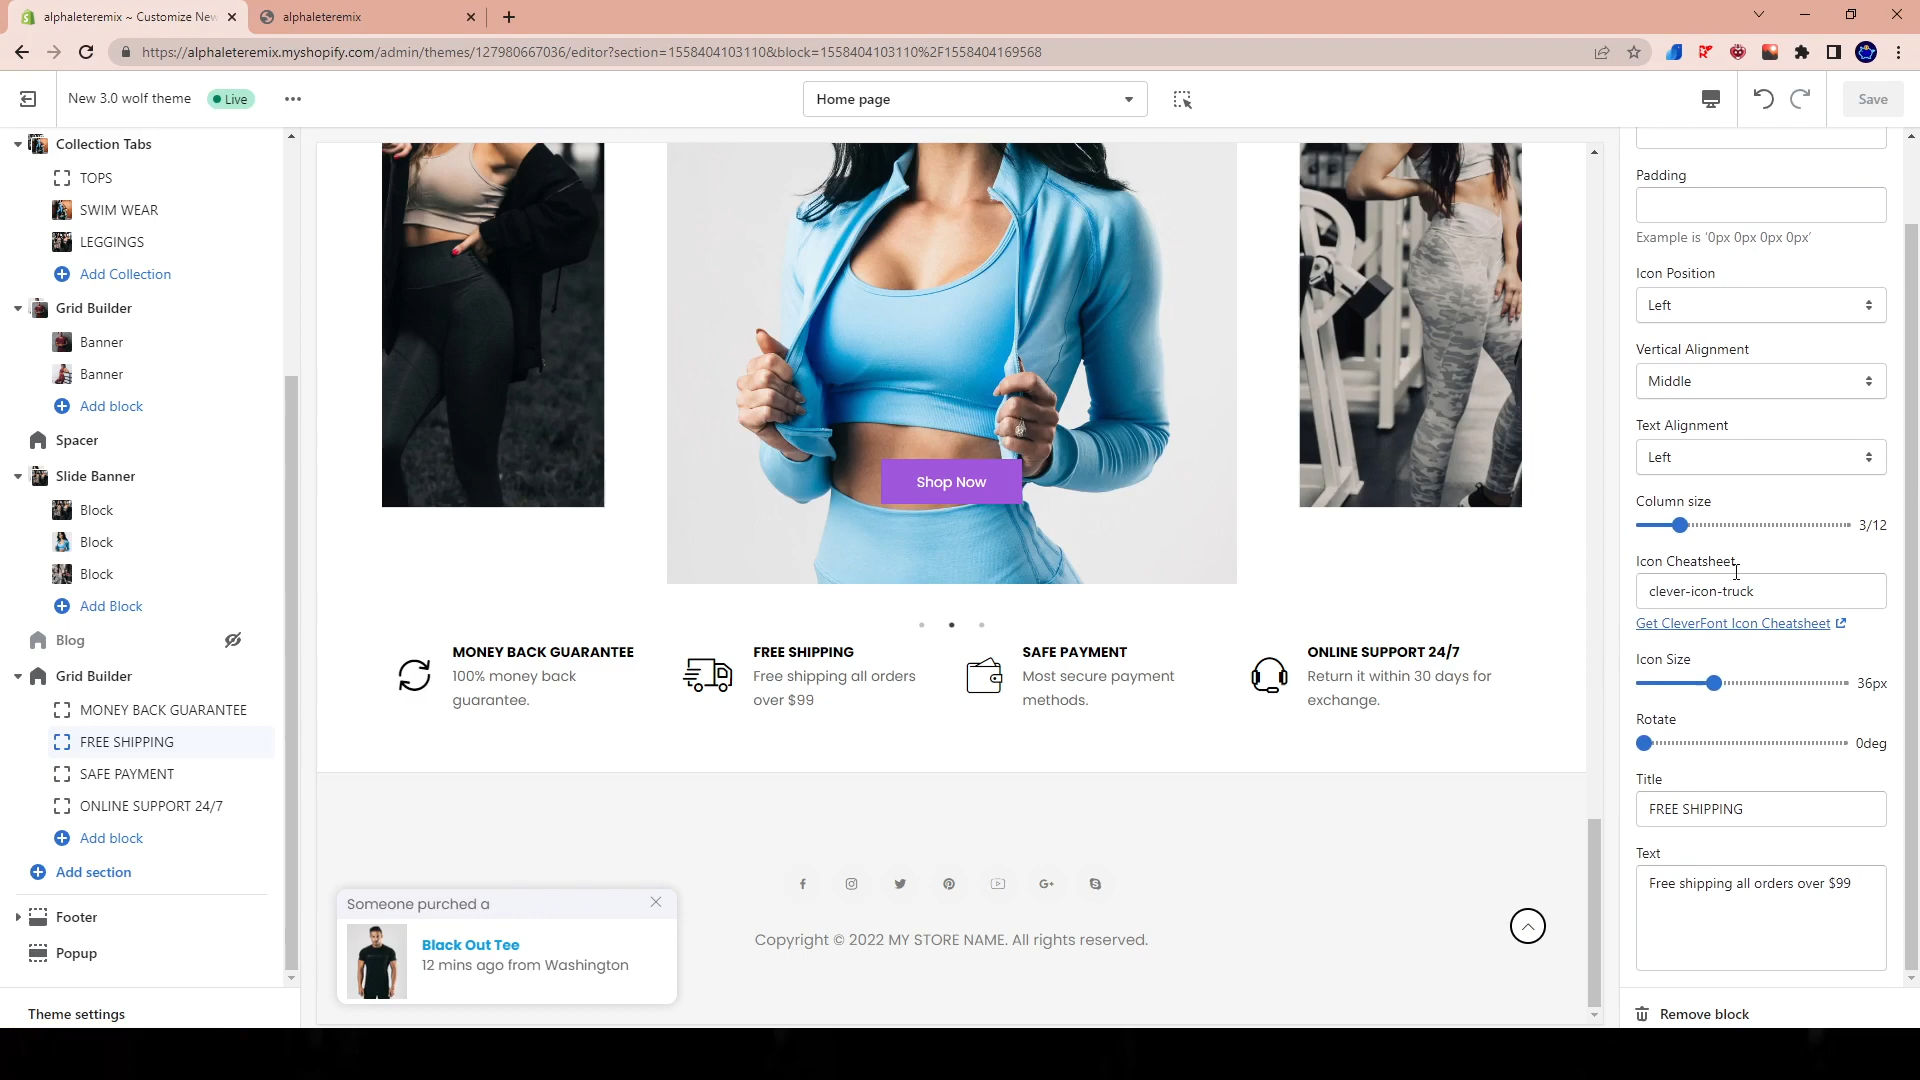 alphaleteremix ~ Customize New
alphaleteremix
https://alphaleteremix.myshopify.com/admin/themes/127980667036/editor?section=1558404103110&block=1558404103110%2F1558404169568
New 3.0 wolf theme
Live
Home page
Save
Collection Tabs
TOPS
SWIM WEAR
LEGGINGS
Add Collection
Grid Builder
Banner
Banner
Add block
Spacer
Slide Banner
Block
Block
Block
Add Block
Blog
Grid Builder
MONEY BACK GUARANTEE
FREE SHIPPING
SAFE PAYMENT
ONLINE SUPPORT 24/7
Add block
Add section
Footer
Popup
Theme settings
Shop Now
MONEY BACK GUARANTEE
100% money back
guarantee.
FREE SHIPPING
Free shipping all orders
over $99
SAFE PAYMENT
Most secure payment
methods.
ONLINE SUPPORT 24/7
Return it within 30 days for
exchange.
Someone purched a
Black Out Tee
12 mins ago from Washington
Copyright © 2022 MY STORE NAME. All rights reserved.
Padding
Example is '0px 0px 0px 0px'
Icon Position
Left
Vertical Alignment
Middle
Text Alignment
Left
Column size
3/12
Icon Cheatsheet
clever-icon-truck
Get CleverFont Icon Cheatsheet
Icon Size
36px
Rotate
0deg
Title
FREE SHIPPING
Text
Free shipping all orders over $99
Remove block